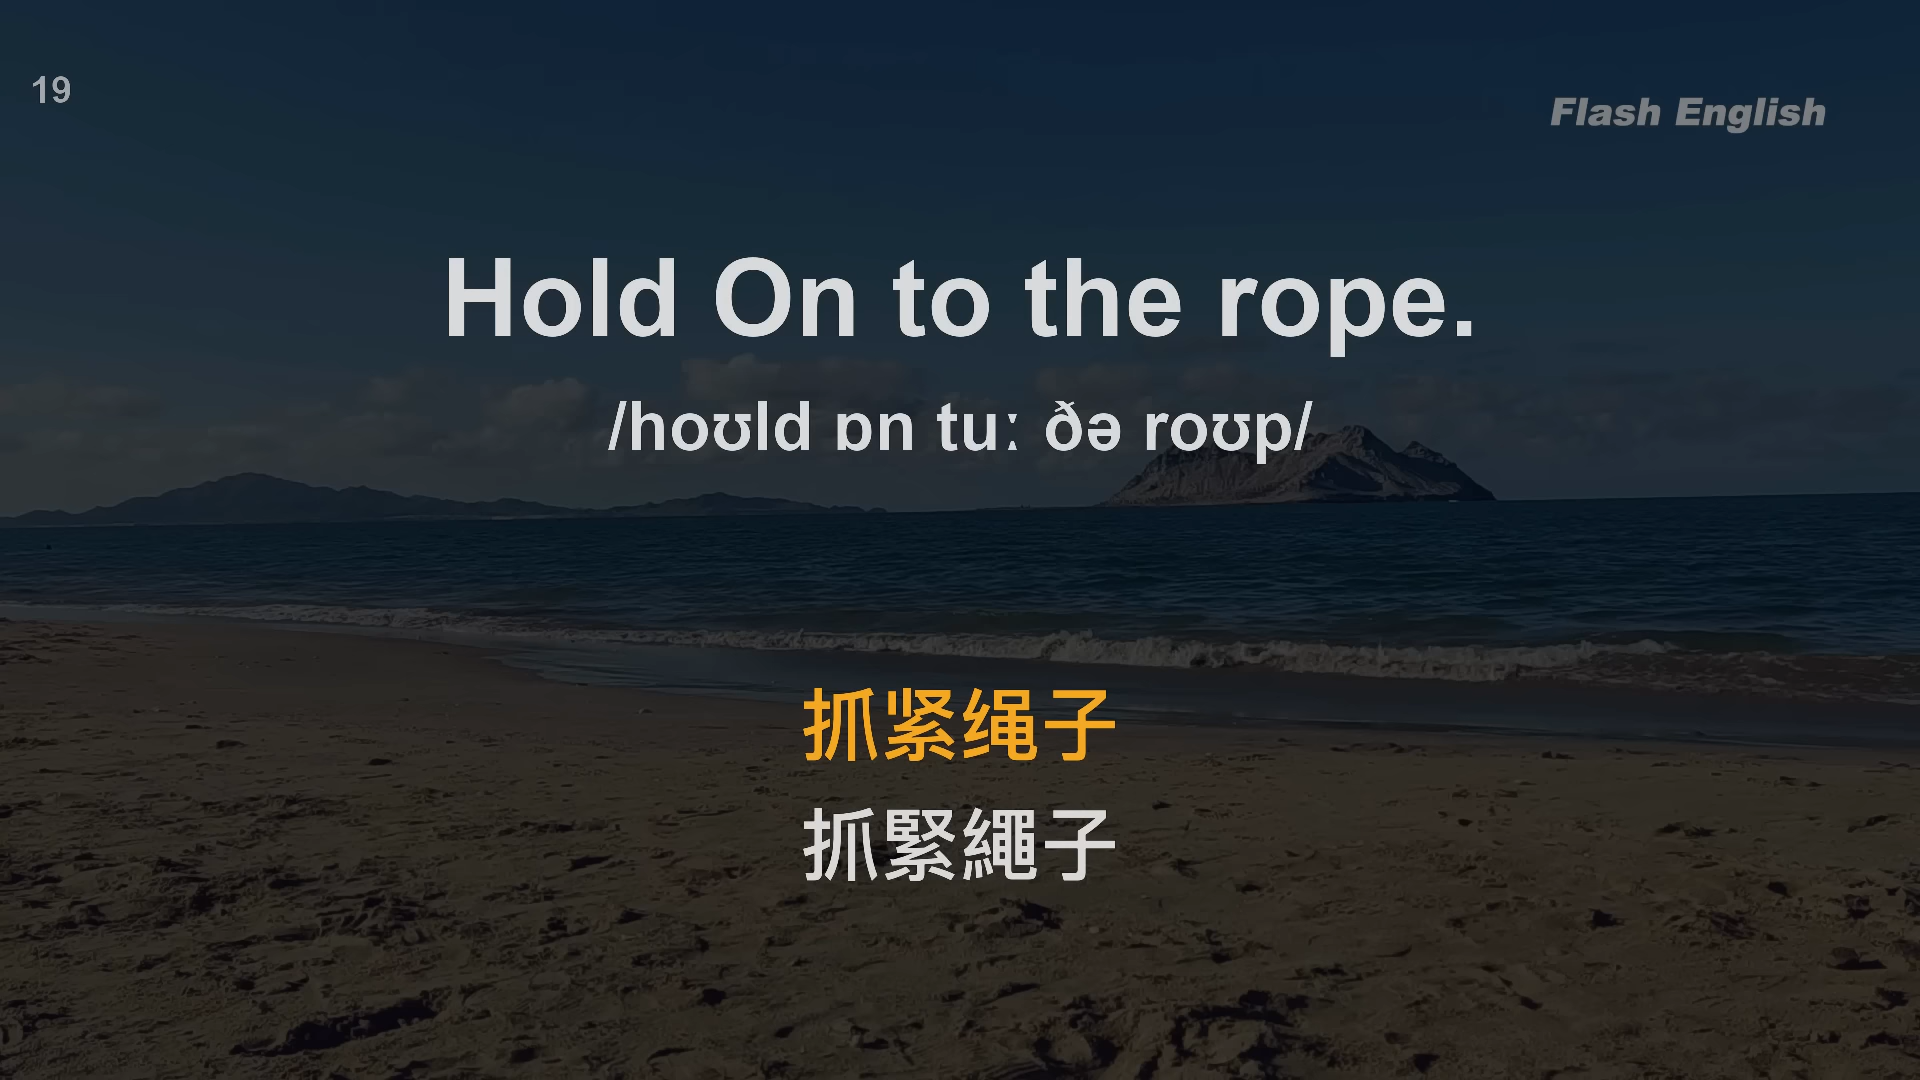 19
Flash English
Hold On to the rope.
/hoʊld ɒn tuː ðə roʊp/
抓紧绳子
抓緊繩子